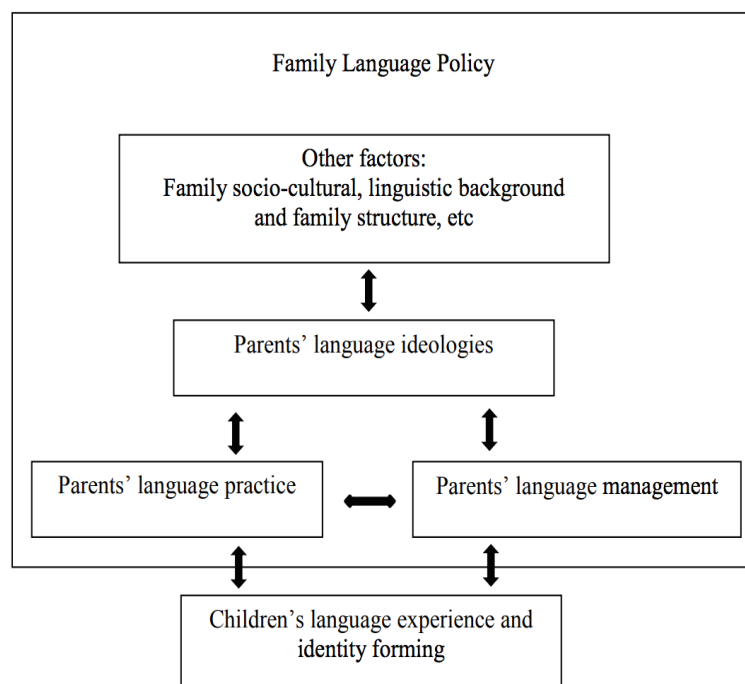 Family Language Policy
Other factors:
Family socio-cultural, linguistic background
and family structure, etc
Parents’ language ideologies
Parents’ language practice
Parents’ language management
Children’s language experience and
identity forming